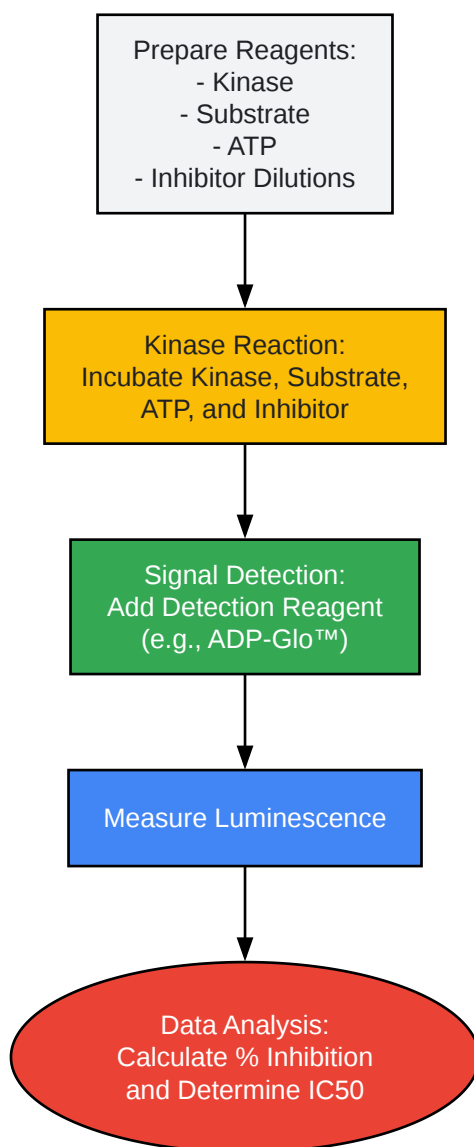 Prepare Reagents:
- Kinase
- Substrate
- ATP
- Inhibitor Dilutions
Kinase Reaction:
Incubate Kinase, Substrate,
ATP, and Inhibitor
Signal Detection:
Add Detection Reagent
(e.g., ADP-Glo™)
Measure Luminescence
Data Analysis:
Calculate % Inhibition
and Determine IC50